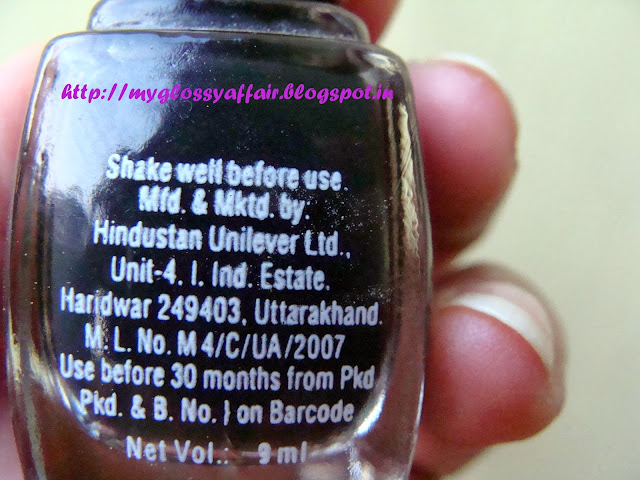 http://myglossyaffair.blogspot.in
Shake well before use.
Mfd. & Mktd. by:
Hindustan Unilever Ltd.,
Unit-4. I. Ind. Estate.
Haridwar 249403, Uttarakhand.
M. L. No. M 4/C/UA/2007
Use before 30 months from Pkd
Pkd. & B. No. } on Barcode
Net Vol.: 9 ml